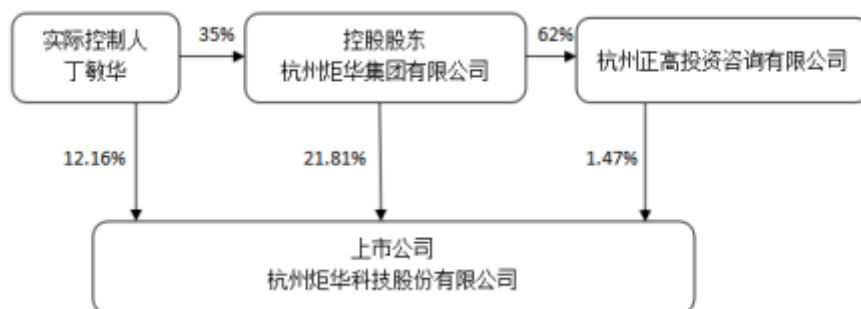 实际控制人
丁敏华
35%
控股股东
杭州炬华集团有限公司
62%
杭州正高投资咨询有限公司
12.16%
21.81%
1.47%
上市公司
杭州炬华科技股份有限公司